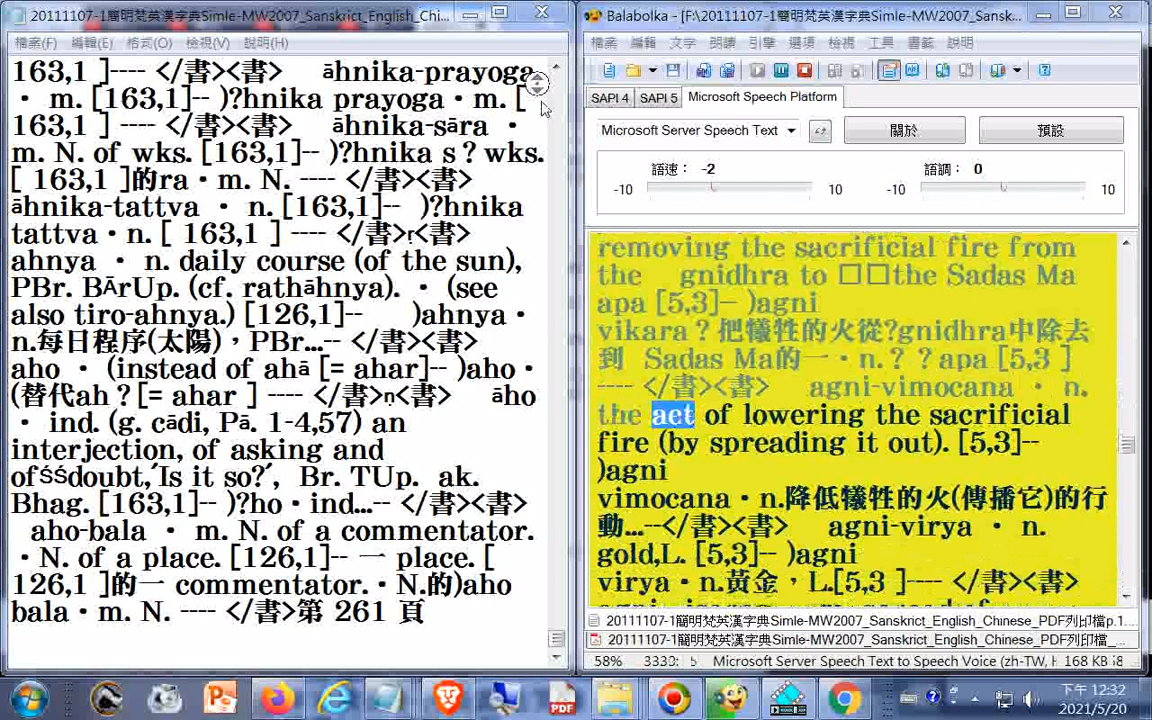 20111107-1簡明梵英漢字典Simle-MW2007_Sanskrict_English_Chi...
檔案(F) 編輯(E) 格式(O) 檢視(V) 說明(H)
163,1 ]---- </書><書> āhnika-prayoga
· m. [163,1]-- )?hnika prayoga · m. [
163,1 ] ---- </書><書> āhnika-sāra ·
m. N. of wks. [163,1]-- )?hnika s ? wks.
[ 163,1 ]的ra · m. N. ---- </書><書>
āhnika-tattva · n. [163,1]-- )?hnika
tattva · n. [ 163,1 ] ---- </書>ṛ<書>
ahnya · n. daily course (of the sun),
PBr. BĀrUp. (cf. rathāhnya). · (see
also tiro-ahnya.) [126,1]-- )ahnya ·
n.每日程序(太陽)，PBr...-- </書><書>
aho · (instead of ahā [= ahar]-- )aho ·
(替代ah ? [= ahar ] ---- </書>ṇ<書> āho
· ind. (g. cādi, Pā. 1-4,57) an
interjection, of asking and
ofśśdoubt,'Is it so?', Br. TUp. ak.
Bhag. [163,1]-- )?ho · ind...-- </書><書>
aho-bala · m. N. of a commentator.
· N. of a place. [126,1]-- 一 place. [
126,1 ]的一 commentator. · N.的)aho
bala · m. N. ---- </書>第 261 頁
Balabolka - [F:\20111107-1簡明梵英漢字典Simle-MW2007_Sansk...
檔案 編輯 文字 朗讀 引擎 選項 檢視 工具 書籤 說明
SAPI 4 SAPI 5 Microsoft Speech Platform
Microsoft Server Speech Text 關於 預設
語速： -2 語調： 0
-10 10 -10 10
removing the sacrificial fire from
the gnidhra to □□the Sadas Ma
apa [5,3]-- )agni
vikara ? 把犧牲的火從?gnidhra中除去
到 Sadas Ma的一 · n. ? ? apa [5,3 ]
---- </書><書> agni-vimocana · n.
the act of lowering the sacrificial
fire (by spreading it out). [5,3]--
)agni
vimocana · n.降低犧牲的火(傳播它)的行
動...--</書><書> agni-virya · n.
gold,L. [5,3]-- )agni
virya · n.黃金，L.[5,3 ]---- </書><書>
20111107-1簡明梵英漢字典Simle-MW2007_Sanskrict_English_Chinese_PDF列印檔p.1...
20111107-1簡明梵英漢字典Simle-MW2007_Sanskrict_English_Chinese_PDF列印檔_...
58% Microsoft Server Speech Text to Speech Voice (zh-TW, H 168 KB
下午 12:32
2021/5/20